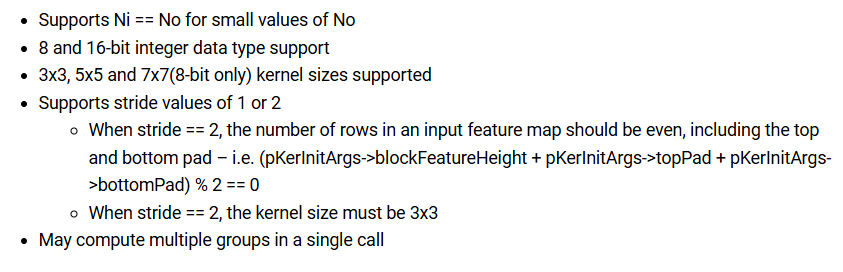 • Supports Ni == No for small values of No
• 8 and 16-bit integer data type support
• 3x3, 5x5 and 7x7(8-bit only) kernel sizes supported
• Supports stride values of 1 or 2
◦ When stride == 2, the number of rows in an input feature map should be even, including the top
and bottom pad – i.e. (pKerInitArgs->blockFeatureHeight + pKerInitArgs->topPad + pKerInitArgs-
>bottomPad) % 2 == 0
◦ When stride == 2, the kernel size must be 3x3
• May compute multiple groups in a single call